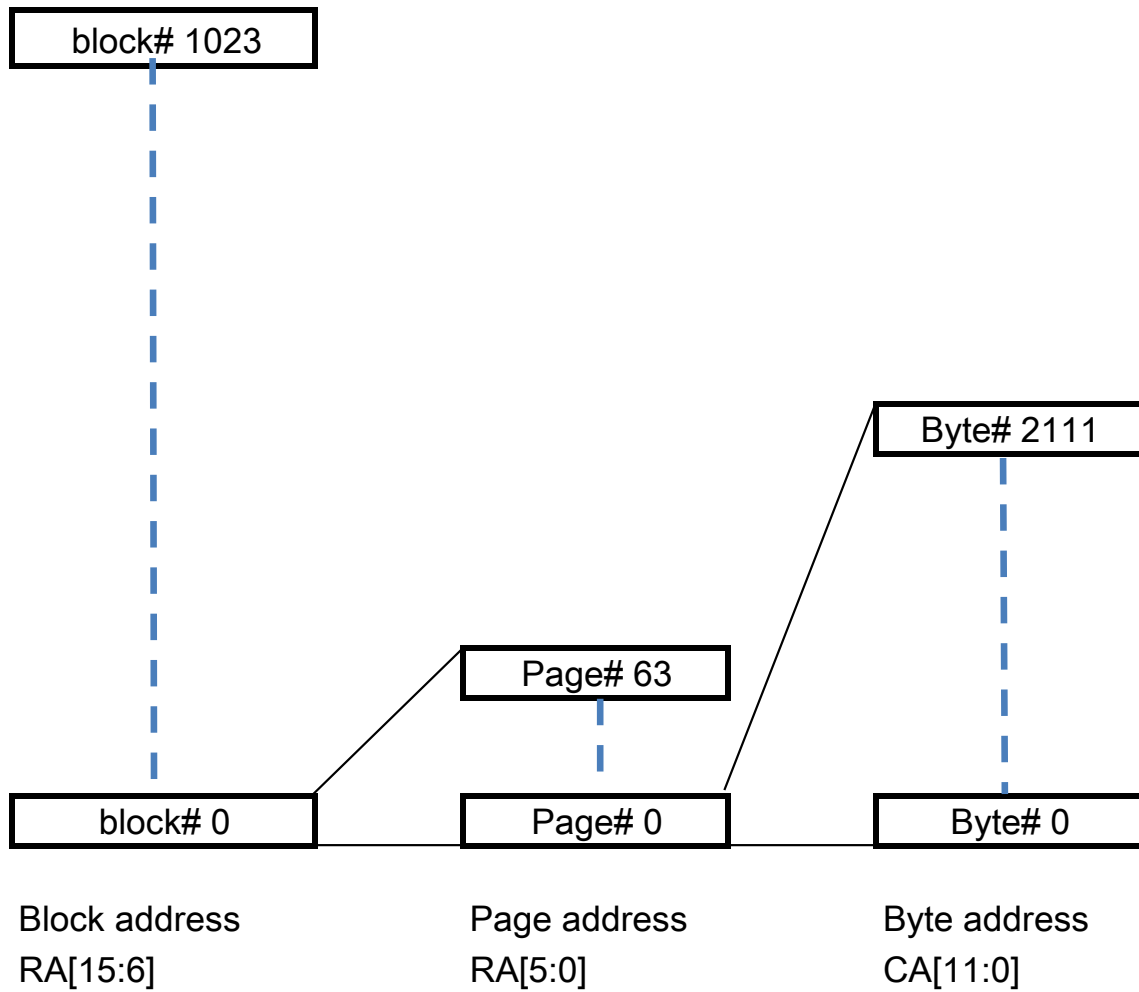 block# 1023
Byte# 2111
Page# 63
block# 0
Page# 0
Byte# 0
Block address
RA[15:6]
Page address
RA[5:0]
Byte address
CA[11:0]